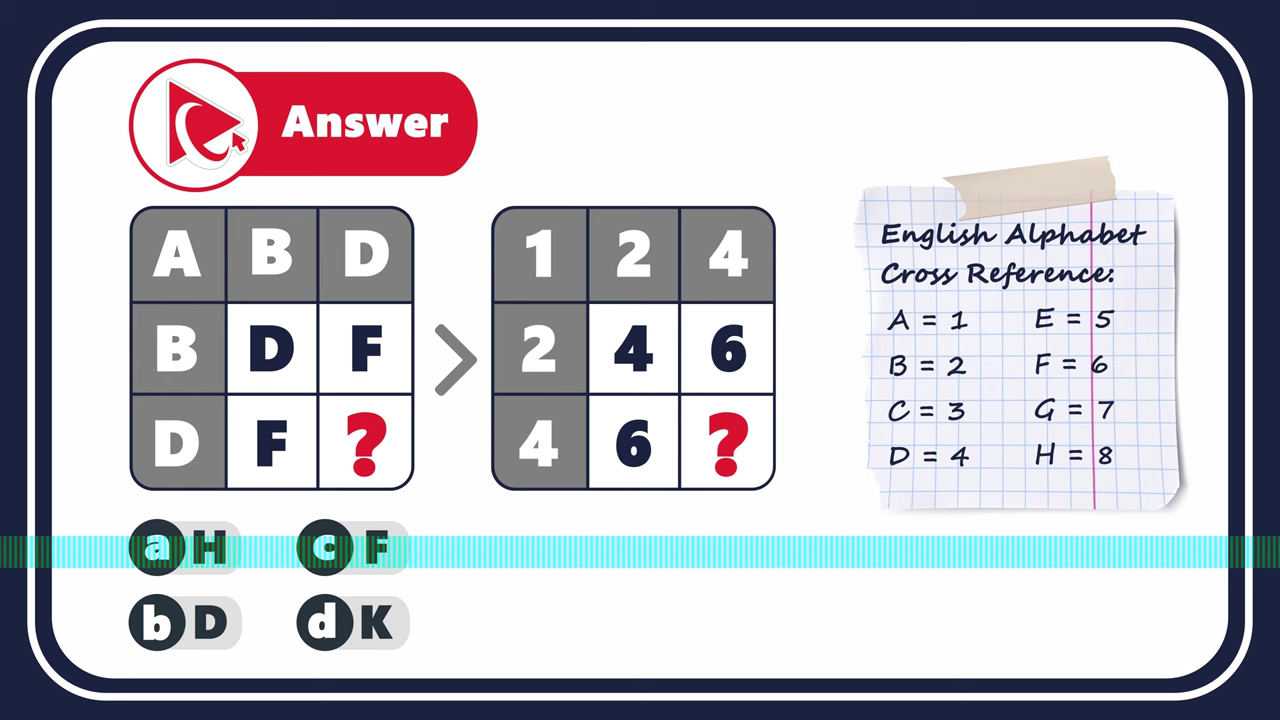 Answer
A B D
B D F
D F ?
>
1 2 4
2 4 6
4 6 ?
English Alphabet
Cross Reference:
A = 1 E = 5
B = 2 F = 6
C = 3 G = 7
D = 4 H = 8
a H c F
b D d K